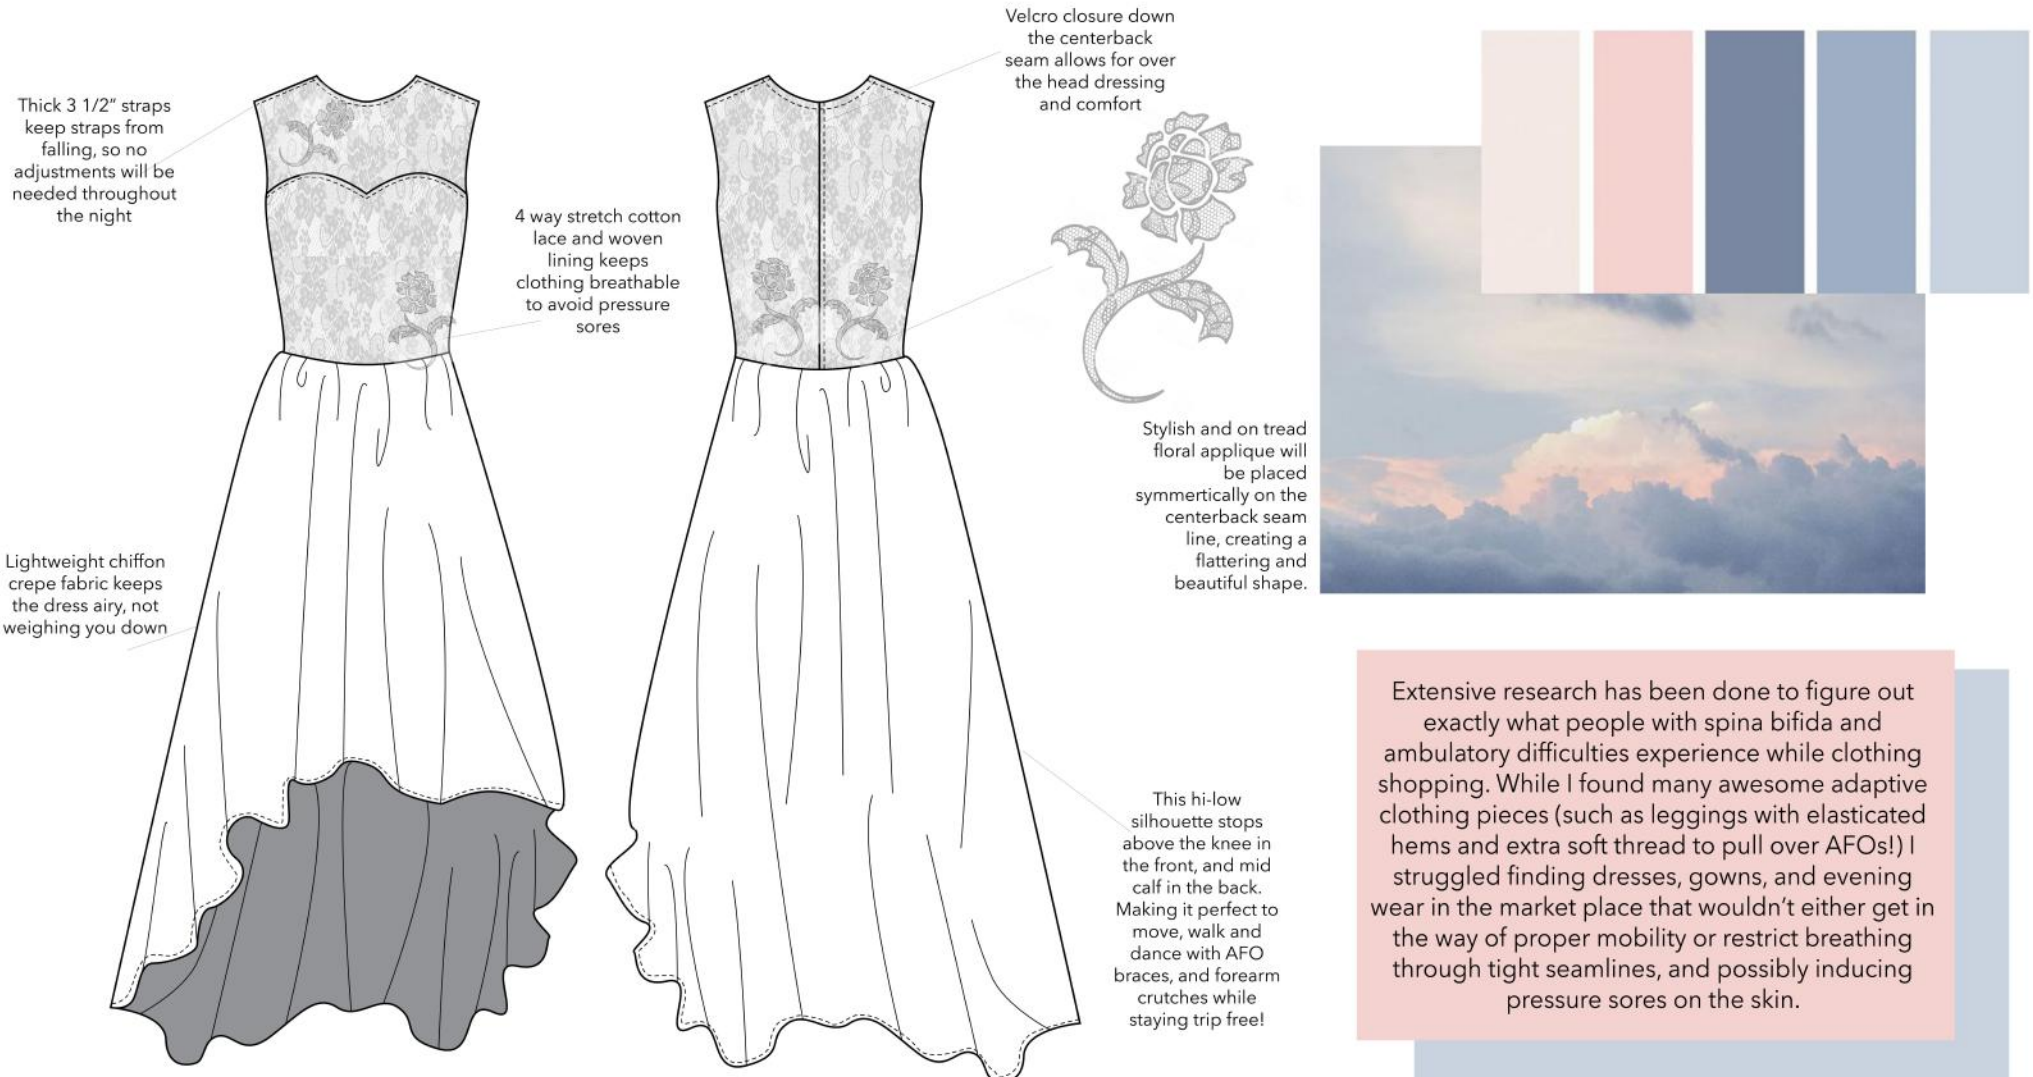 Thick 3 1/2" straps
keep straps from
falling, so no
adjustments will be
needed throughout
the night
Velcro closure down
the centerback
seam allows for over
the head dressing
and comfort
4 way stretch cotton
lace and woven
lining keeps
clothing breathable
to avoid pressure
sores
Stylish and on tread
floral applique will
be placed
symmertically on the
centerback seam
line, creating a
flattering and
beautiful shape.
Lightweight chiffon
crepe fabric keeps
the dress airy, not
weighing you down
This hi-low
silhouette stops
above the knee in
the front, and mid
calf in the back.
Making it perfect to
move, walk and
dance with AFO
braces, and forearm
crutches while
staying trip free!
Extensive research has been done to figure out
exactly what people with spina bifida and
ambulatory difficulties experience while clothing
shopping. While I found many awesome adaptive
clothing pieces (such as leggings with elasticated
hems and extra soft thread to pull over AFOs!) I
struggled finding dresses, gowns, and evening
wear in the market place that wouldn't either get in
the way of proper mobility or restrict breathing
through tight seamlines, and possibly inducing
pressure sores on the skin.